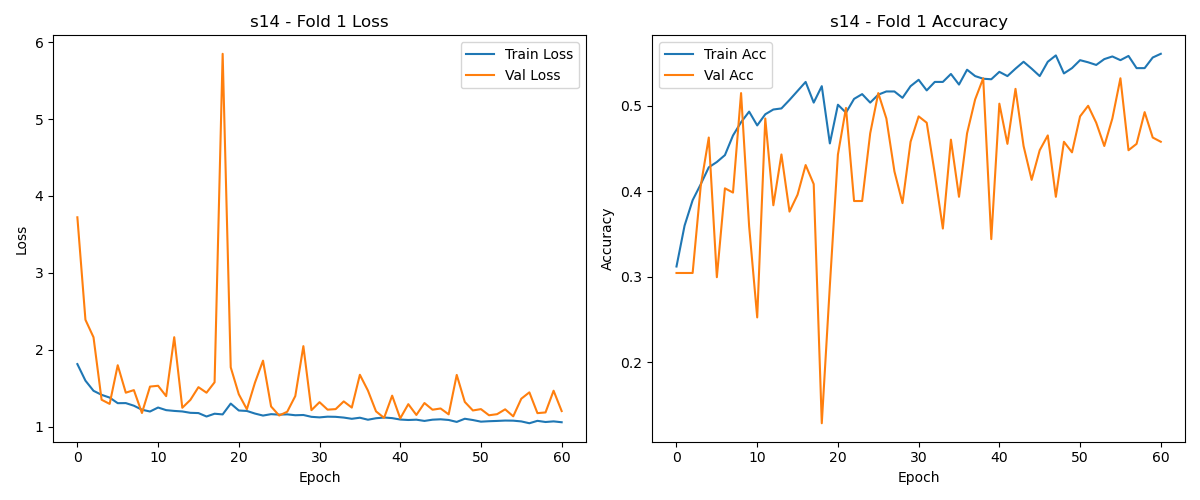 s14 - Fold 1 Loss
Train Loss
Val Loss
6
5
4
3
2
1
Loss
0 10 20 30 40 50 60
Epoch
s14 - Fold 1 Accuracy
Train Acc
Val Acc
0.5
0.4
0.3
0.2
Accuracy
0 10 20 30 40 50 60
Epoch